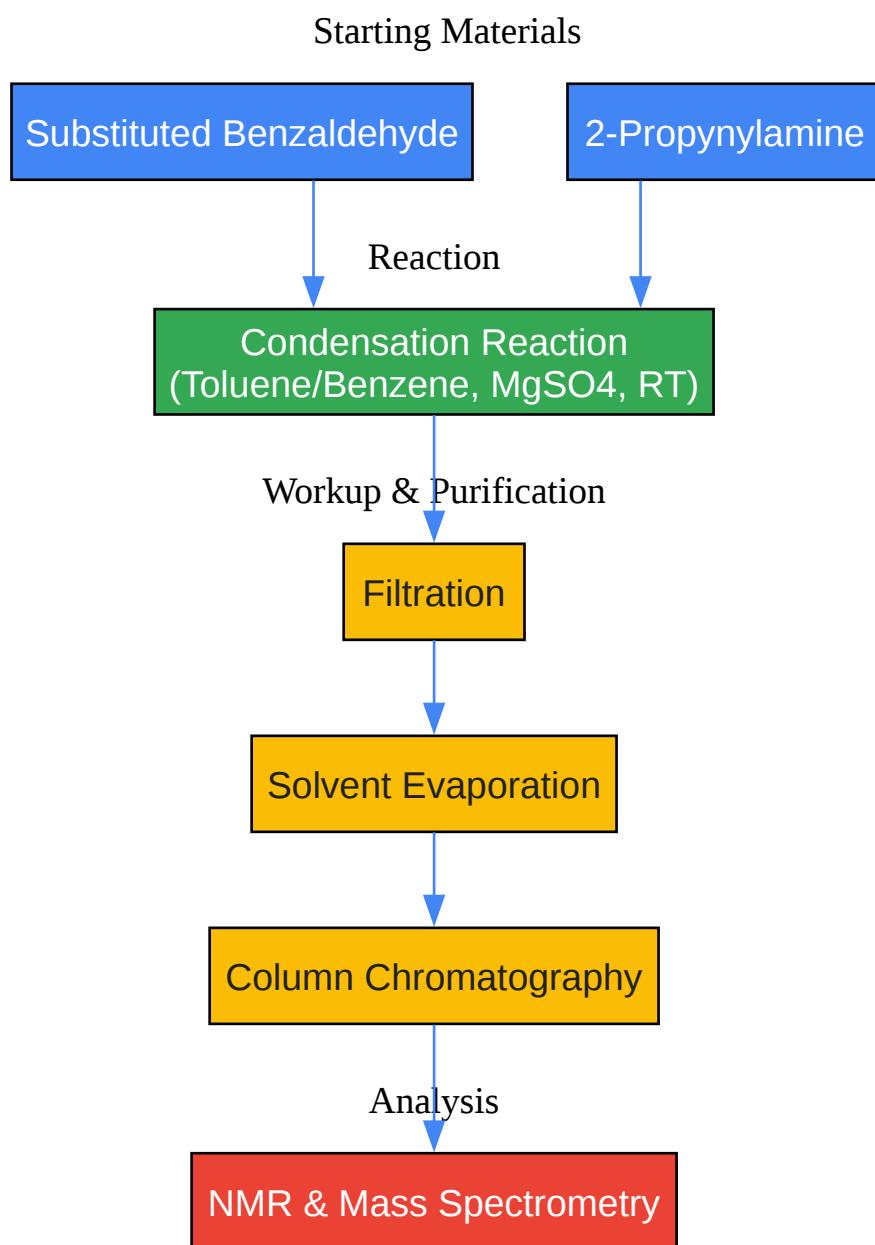 Starting Materials
Substituted Benzaldehyde
2-Propynylamine
Reaction
Condensation Reaction
(Toluene/Benzene, MgSO4, RT)
Workup & Purification
Filtration
Solvent Evaporation
Column Chromatography
Analysis
NMR & Mass Spectrometry